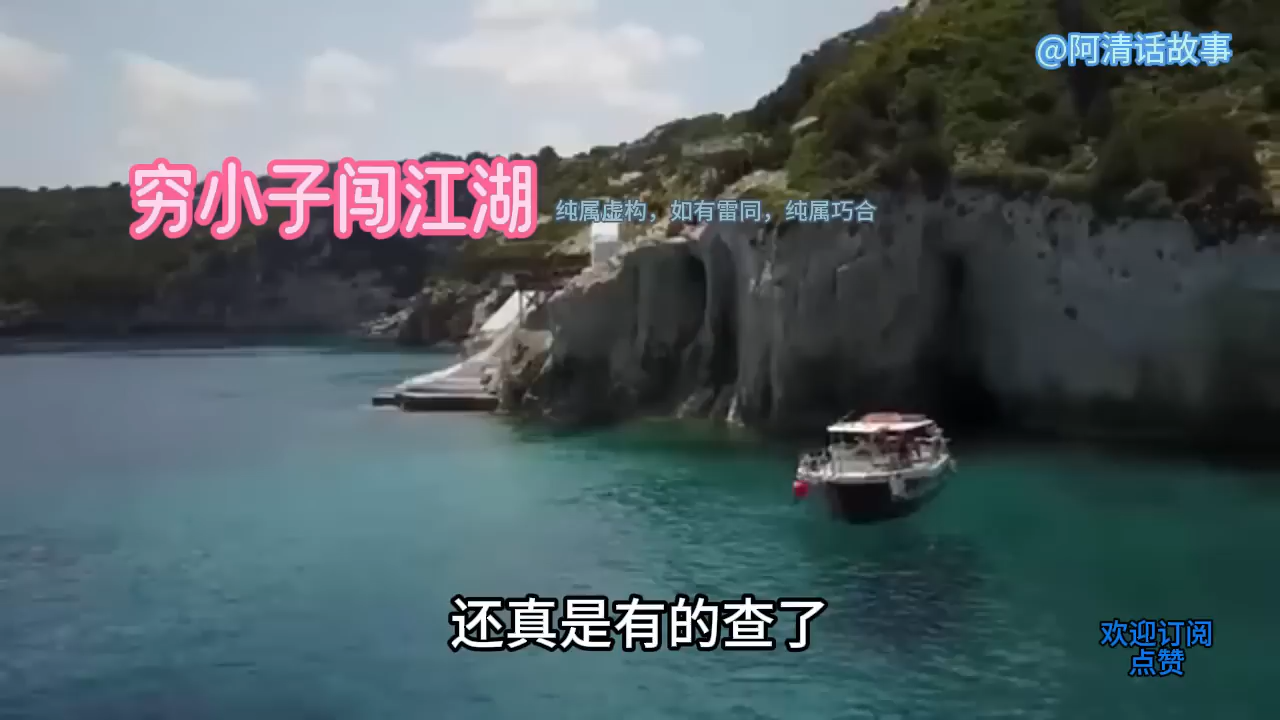 @阿清话故事
穷小子闯江湖
纯属虚构，如有雷同，纯属巧合
还真是有的查了
欢迎订阅
点赞